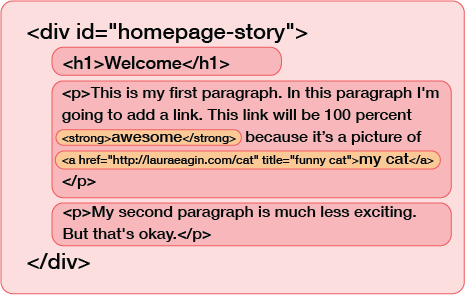 <div id="homepage-story">
<h1>Welcome</h1>
<p>This is my first paragraph. In this paragraph I'm
going to add a link. This link will be 100 percent
<strong>awesome</strong> because it’s a picture of
<a href="http://lauraeagin.com/cat" title="funny cat">my cat</a>
</p>
<p>My second paragraph is much less exciting.
But that's okay.</p>
</div>